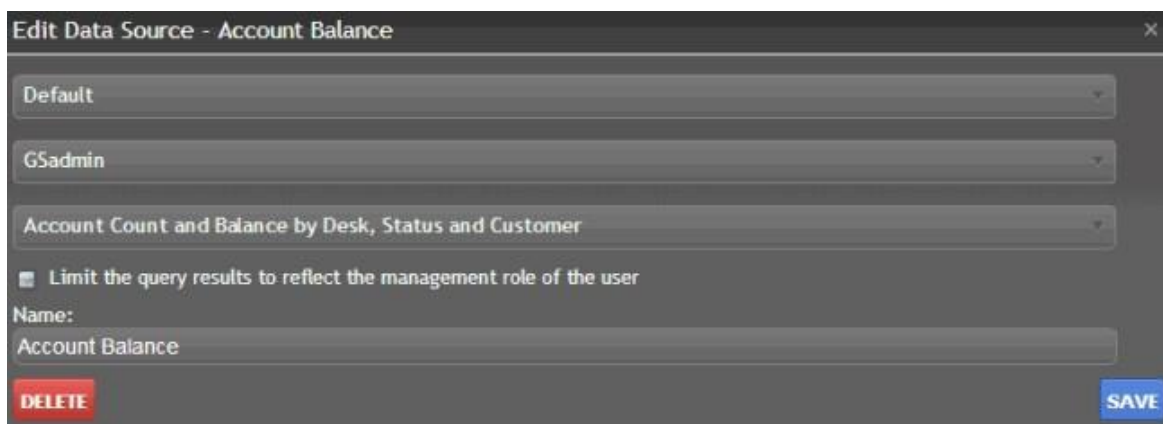 Edit Data Source - Account Balance
Default
GSadmin
Account Count and Balance by Desk, Status and Customer
Limit the query results to reflect the management role of the user
Name:
Account Balance
DELETE
SAVE